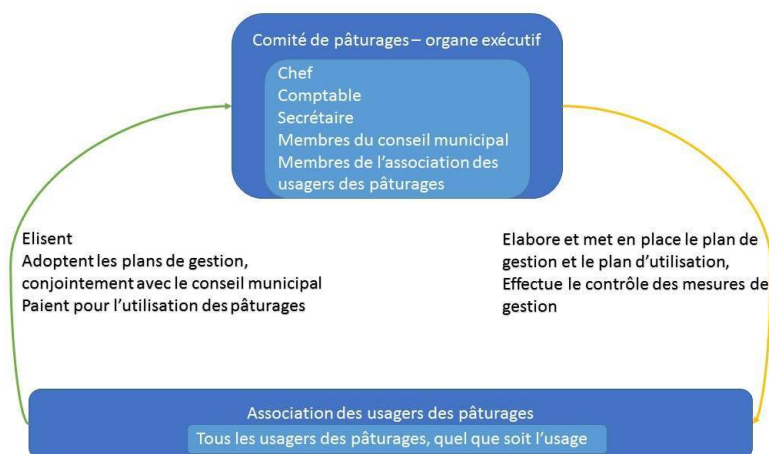 Comité de pâturages – organe exécutif
Chef
Comptable
Secrétaire
Membres du conseil municipal
Membres de l'association des
usagers des pâturages
Elisent
Adoptent les plans de gestion,
conjointement avec le conseil municipal
Paient pour l'utilisation des pâturages
Elabore et met en place le plan de
gestion et le plan d'utilisation,
Effectue le contrôle des mesures de
gestion
Association des usagers des pâturages
Tous les usagers des pâturages, quel que soit l'usage